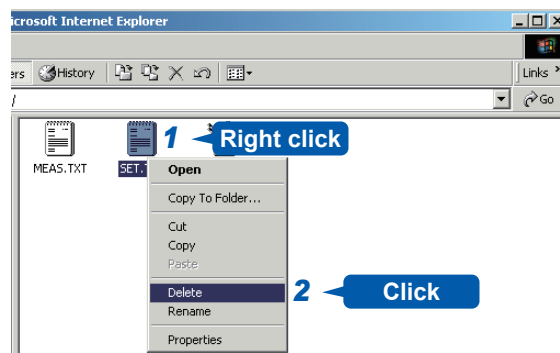 icrosoft Internet Explorer
ers History
Links »
/
Go
1 Right click
MEAS.TXT SET.
Open
Copy To Folder...
Cut
Copy
Paste
Delete
2 Click
Rename
Properties